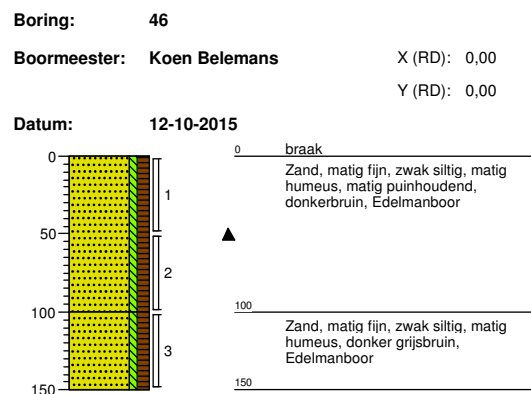 Boring: 46
Boormeester: Koen Belemans X (RD): 0,00
Y (RD): 0,00
Datum: 12-10-2015
0
50
100
150
1
2
3
0 braak
Zand, matig fijn, zwak siltig, matig
humeus, matig puinhoudend,
donkerbruin, Edelmanboor
100
Zand, matig fijn, zwak siltig, matig
humeus, donker grijsbruin,
Edelmanboor
150